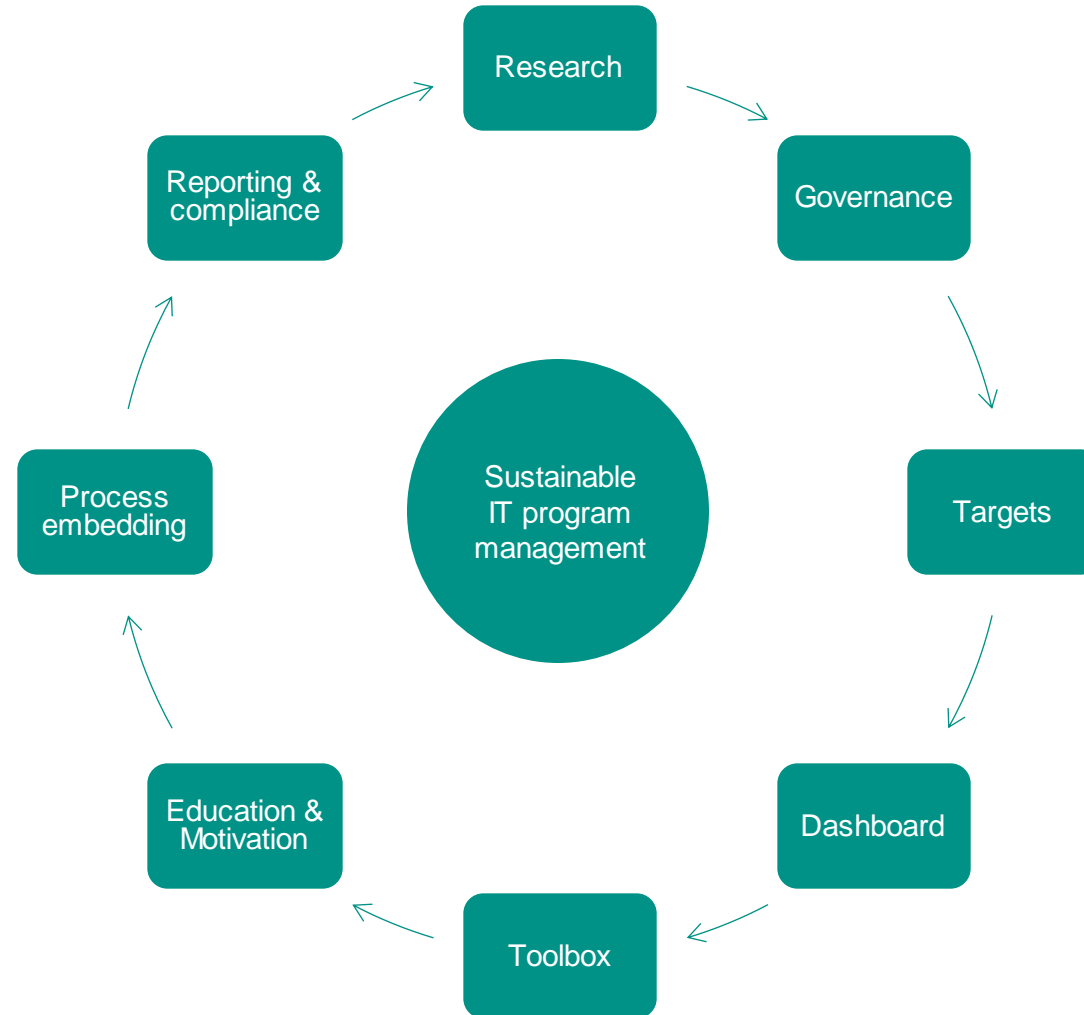 Research
Reporting &
compliance
Governance
Process
embedding
Sustainable
IT program
management
Targets
Education &
Motivation
Dashboard
Toolbox